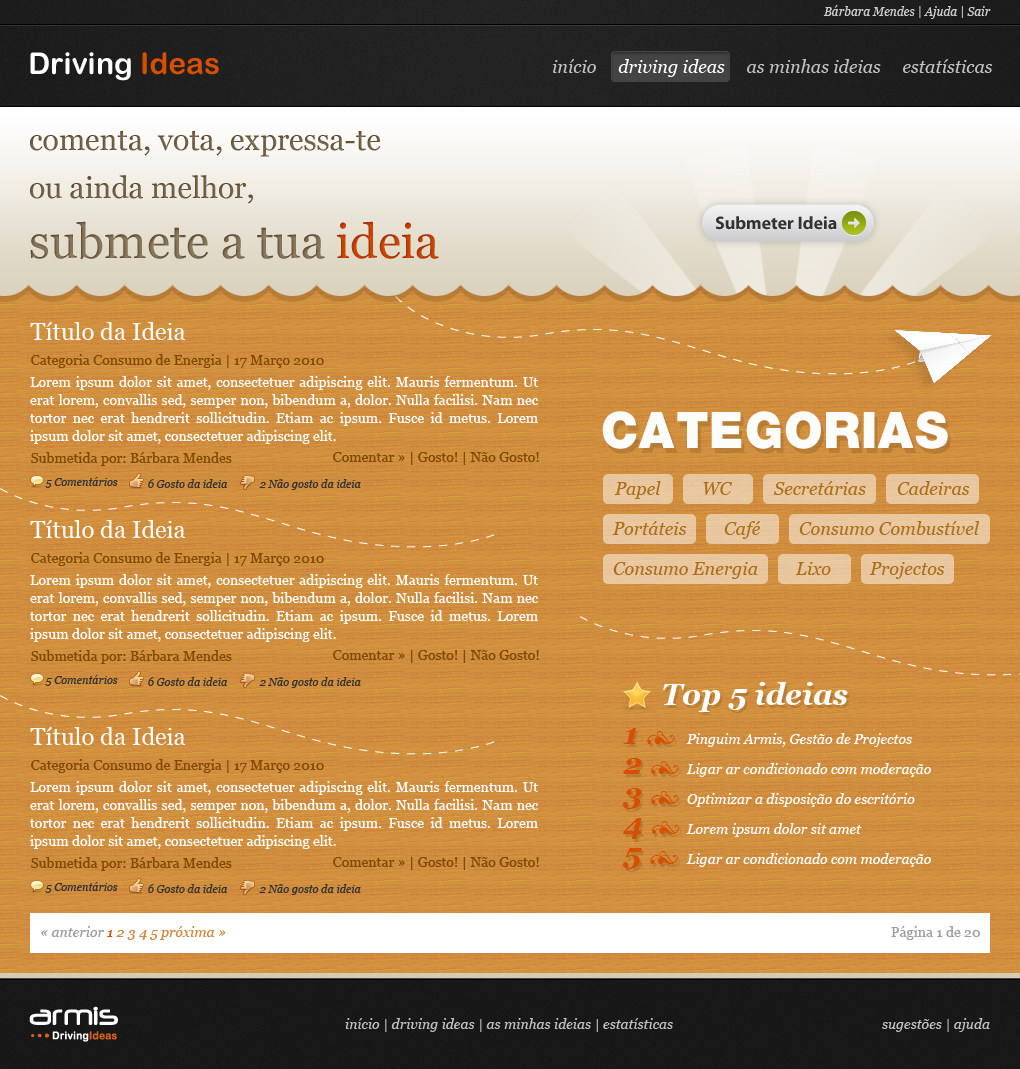 Bárbara Mendes | Ajuda | Sair
Driving Ideas
início driving ideas as minhas ideias estatísticas
comenta, vota, expressa-te
ou ainda melhor,
submete a tua ideia
Submeter Ideia
Título da Ideia
Categoria Consumo de Energia | 17 Março 2010
Lorem ipsum dolor sit amet, consectetuer adipiscing elit. Mauris fermentum. Ut
erat lorem, convallis sed, semper non, bibendum a, dolor. Nulla facilisi. Nam nec
tortor nec erat hendrerit sollicitudin. Etiam ac ipsum. Fusce id metus. Lorem
ipsum dolor sit amet, consectetuer adipiscing elit.
Submetida por: Bárbara Mendes Comentar » | Gosto! | Não Gosto!
5 Comentários 6 Gosto da ideia 2 Não gosto da ideia
Título da Ideia
Categoria Consumo de Energia | 17 Março 2010
Lorem ipsum dolor sit amet, consectetuer adipiscing elit. Mauris fermentum. Ut
erat lorem, convallis sed, semper non, bibendum a, dolor. Nulla facilisi. Nam nec
tortor nec erat hendrerit sollicitudin. Etiam ac ipsum. Fusce id metus. Lorem
ipsum dolor sit amet, consectetuer adipiscing elit.
Submetida por: Bárbara Mendes Comentar » | Gosto! | Não Gosto!
5 Comentários 6 Gosto da ideia 2 Não gosto da ideia
Título da Ideia
Categoria Consumo de Energia | 17 Março 2010
Lorem ipsum dolor sit amet, consectetuer adipiscing elit. Mauris fermentum. Ut
erat lorem, convallis sed, semper non, bibendum a, dolor. Nulla facilisi. Nam nec
tortor nec erat hendrerit sollicitudin. Etiam ac ipsum. Fusce id metus. Lorem
ipsum dolor sit amet, consectetuer adipiscing elit.
Submetida por: Bárbara Mendes Comentar » | Gosto! | Não Gosto!
5 Comentários 6 Gosto da ideia 2 Não gosto da ideia
CATEGORIAS
Papel WC Secretárias Cadeiras
Portáteis Café Consumo Combustível
Consumo Energia Lixo Projectos
Top 5 ideias
1 Pinguim Armis, Gestão de Projectos
2 Ligar ar condicionado com moderação
3 Optimizar a disposição do escritório
4 Lorem ipsum dolor sit amet
5 Ligar ar condicionado com moderação
« anterior 1 2 3 4 5 próxima » Página 1 de 20
armis
DrivingIdeas
início | driving ideas | as minhas ideias | estatísticas
sugestões | ajuda